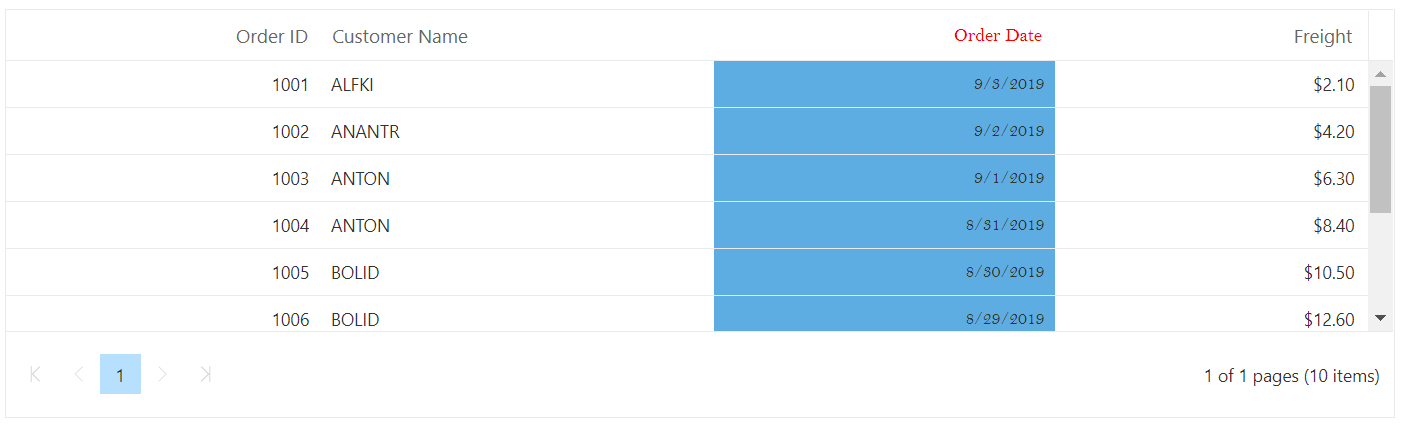 Order ID Customer Name Order Date Freight
1001 ALFKI 9/3/2019 $2.10
1002 ANANTR 9/2/2019 $4.20
1003 ANTON 9/1/2019 $6.30
1004 ANTON 8/31/2019 $8.40
1005 BOLID 8/30/2019 $10.50
1006 BOLID 8/29/2019 $12.60
1 1 of 1 pages (10 items)